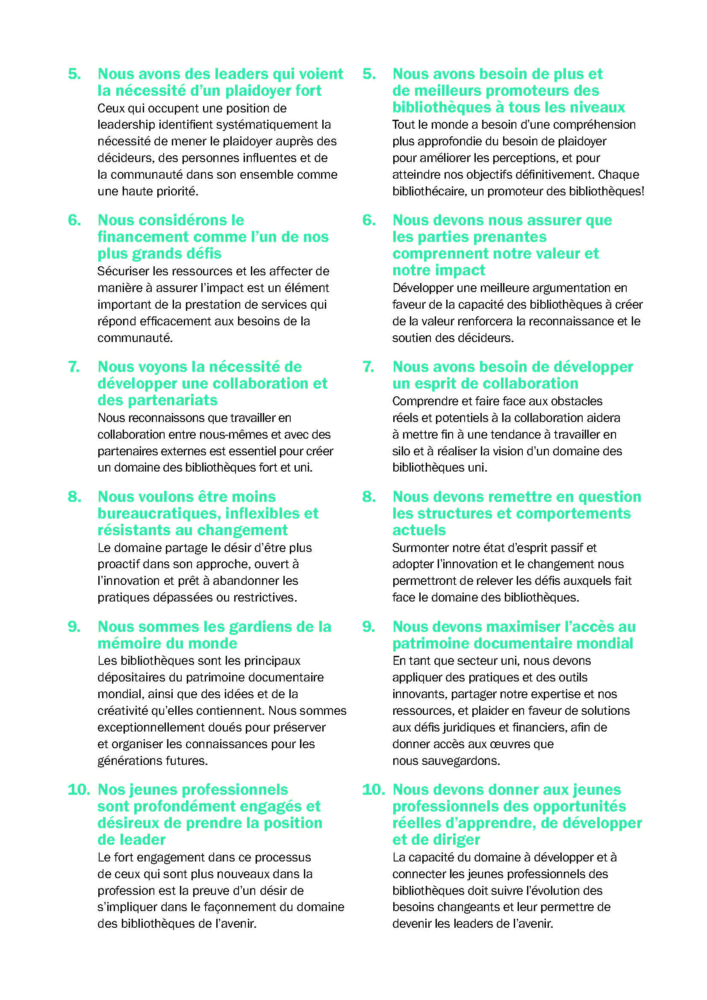 5. Nous avons des leaders qui voient
la nécessité d’un plaidoyer fort
Ceux qui occupent une position de
leadership identifient systématiquement la
nécessité de mener le plaidoyer auprès des
décideurs, des personnes influentes et de
la communauté dans son ensemble comme
une haute priorité.
6. Nous considérons le
financement comme l’un de nos
plus grands défis
Sécuriser les ressources et les affecter de
manière à assurer l’impact est un élément
important de la prestation de services qui
répond efficacement aux besoins de la
communauté.
7. Nous voyons la nécessité de
développer une collaboration et
des partenariats
Nous reconnaissons que travailler en
collaboration entre nous-mêmes et avec des
partenaires externes est essentiel pour créer
un domaine des bibliothèques fort et uni.
8. Nous voulons être moins
bureaucratiques, inflexibles et
résistants au changement
Le domaine partage le désir d’être plus
proactif dans son approche, ouvert à
l’innovation et prêt à abandonner les
pratiques dépassées ou restrictives.
9. Nous sommes les gardiens de la
mémoire du monde
Les bibliothèques sont les principaux
dépositaires du patrimoine documentaire
mondial, ainsi que des idées et de la
créativité qu’elles contiennent. Nous sommes
exceptionnellement doués pour préserver
et organiser les connaissances pour les
générations futures.
10. Nos jeunes professionnels
sont profondément engagés et
désireux de prendre la position
de leader
Le fort engagement dans ce processus
de ceux qui sont plus nouveaux dans la
profession est la preuve d’un désir de
s’impliquer dans le façonnement du domaine
des bibliothèques de l’avenir.
5. Nous avons besoin de plus et
de meilleurs promoteurs des
bibliothèques à tous les niveaux
Tout le monde a besoin d’une compréhension
plus approfondie du besoin de plaidoyer
pour améliorer les perceptions, et pour
atteindre nos objectifs définitivement. Chaque
bibliothécaire, un promoteur des bibliothèques!
6. Nous devons nous assurer que
les parties prenantes
comprennent notre valeur et
notre impact
Développer une meilleure argumentation en
faveur de la capacité des bibliothèques à créer
de la valeur renforcera la reconnaissance et le
soutien des décideurs.
7. Nous avons besoin de développer
un esprit de collaboration
Comprendre et faire face aux obstacles
réels et potentiels à la collaboration aidera
à mettre fin à une tendance à travailler en
silo et à réaliser la vision d’un domaine des
bibliothèques uni.
8. Nous devons remettre en question
les structures et comportements
actuels
Surmonter notre état d’esprit passif et
adopter l’innovation et le changement nous
permettront de relever les défis auxquels fait
face le domaine des bibliothèques.
9. Nous devons maximiser l’accès au
patrimoine documentaire mondial
En tant que secteur uni, nous devons
appliquer des pratiques et des outils
innovants, partager notre expertise et nos
ressources, et plaider en faveur de solutions
aux défis juridiques et financiers, afin de
donner accès aux œuvres que
nous sauvegardons.
10. Nous devons donner aux jeunes
professionnels des opportunités
réelles d’apprendre, de développer
et de diriger
La capacité du domaine à développer et à
connecter les jeunes professionnels des
bibliothèques doit suivre l’évolution des
besoins changeants et leur permettre de
devenir les leaders de l’avenir.